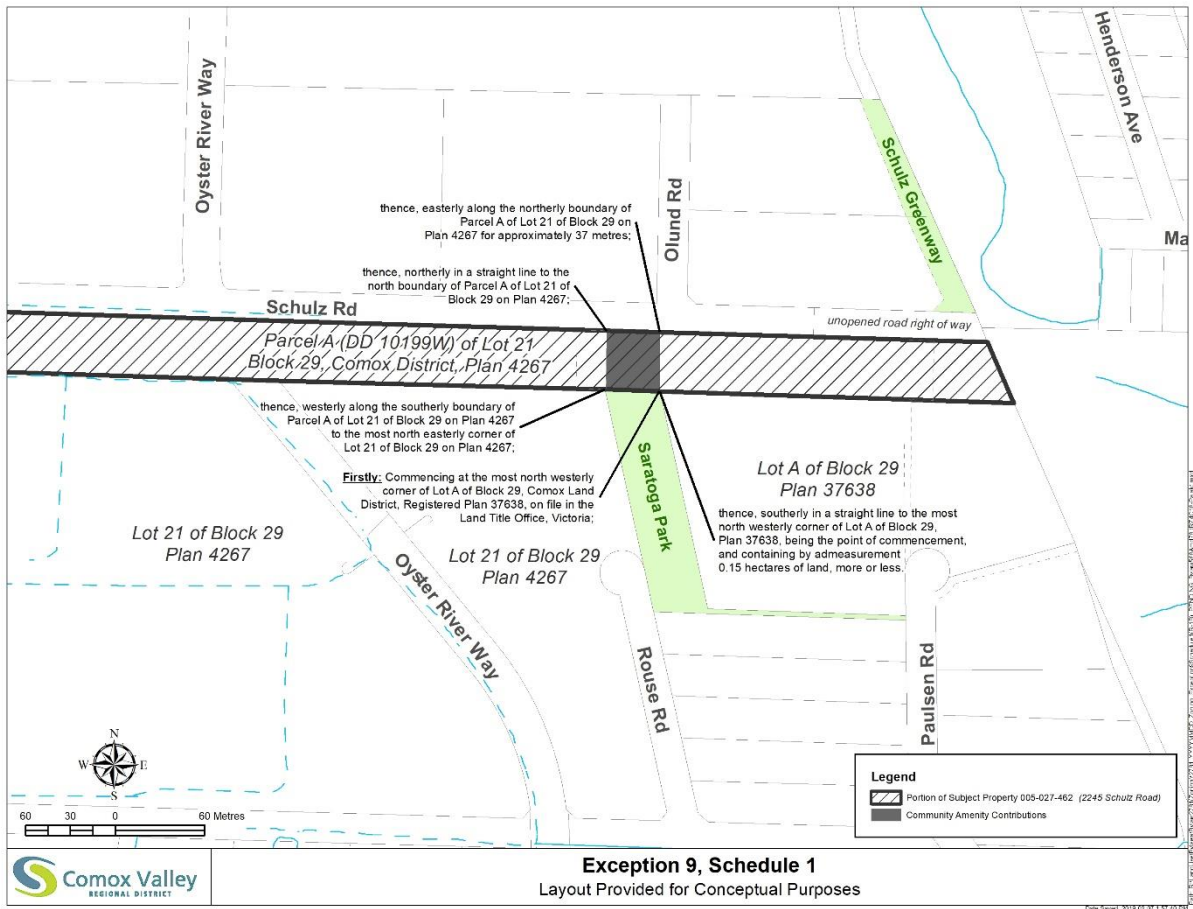 Henderson Ave
Oyster River Way
Schulz Greenway
thence, easterly along the northerly boundary of
Parcel A of Lot 21 of Block 29 on
Plan 4267 for approximately 37 metres;
Olund Rd
Ma
thence, northerly in a straight line to the
north boundary of Parcel A of Lot 21 of
Block 29 on Plan 4267;
Schulz Rd
unopened road right of way
Parcel A (DD 10199W) of Lot 21
Block 29, Comox District, Plan 4267
thence, westerly along the southerly boundary of
Parcel A of Lot 21 of Block 29 on Plan 4267
to the most north easterly corner of
Lot 21 of Block 29 on Plan 4267;
Saratoga Park
Lot A of Block 29
Plan 37638
Firstly: Commencing at the most north westerly
corner of Lot A of Block 29, Comox Land
District, Registered Plan 37638, on file in the
Land Title Office, Victoria;
thence, southerly in a straight line to the most
north westerly corner of Lot A of Block 29,
Plan 37638, being the point of commencement,
and containing by admeasurement
0.15 hectares of land, more or less.
Lot 21 of Block 29
Plan 4267
Lot 21 of Block 29
Plan 4267
Oyster River Way
Rouse Rd
Paulsen Rd
N
W E
S
60 30 0 60 Metres
Legend
Portion of Subject Property 005-027-462 (2245 Schulz Road)
Community Amenity Contributions
Comox Valley
REGIONAL DISTRICT
Exception 9, Schedule 1
Layout Provided for Conceptual Purposes